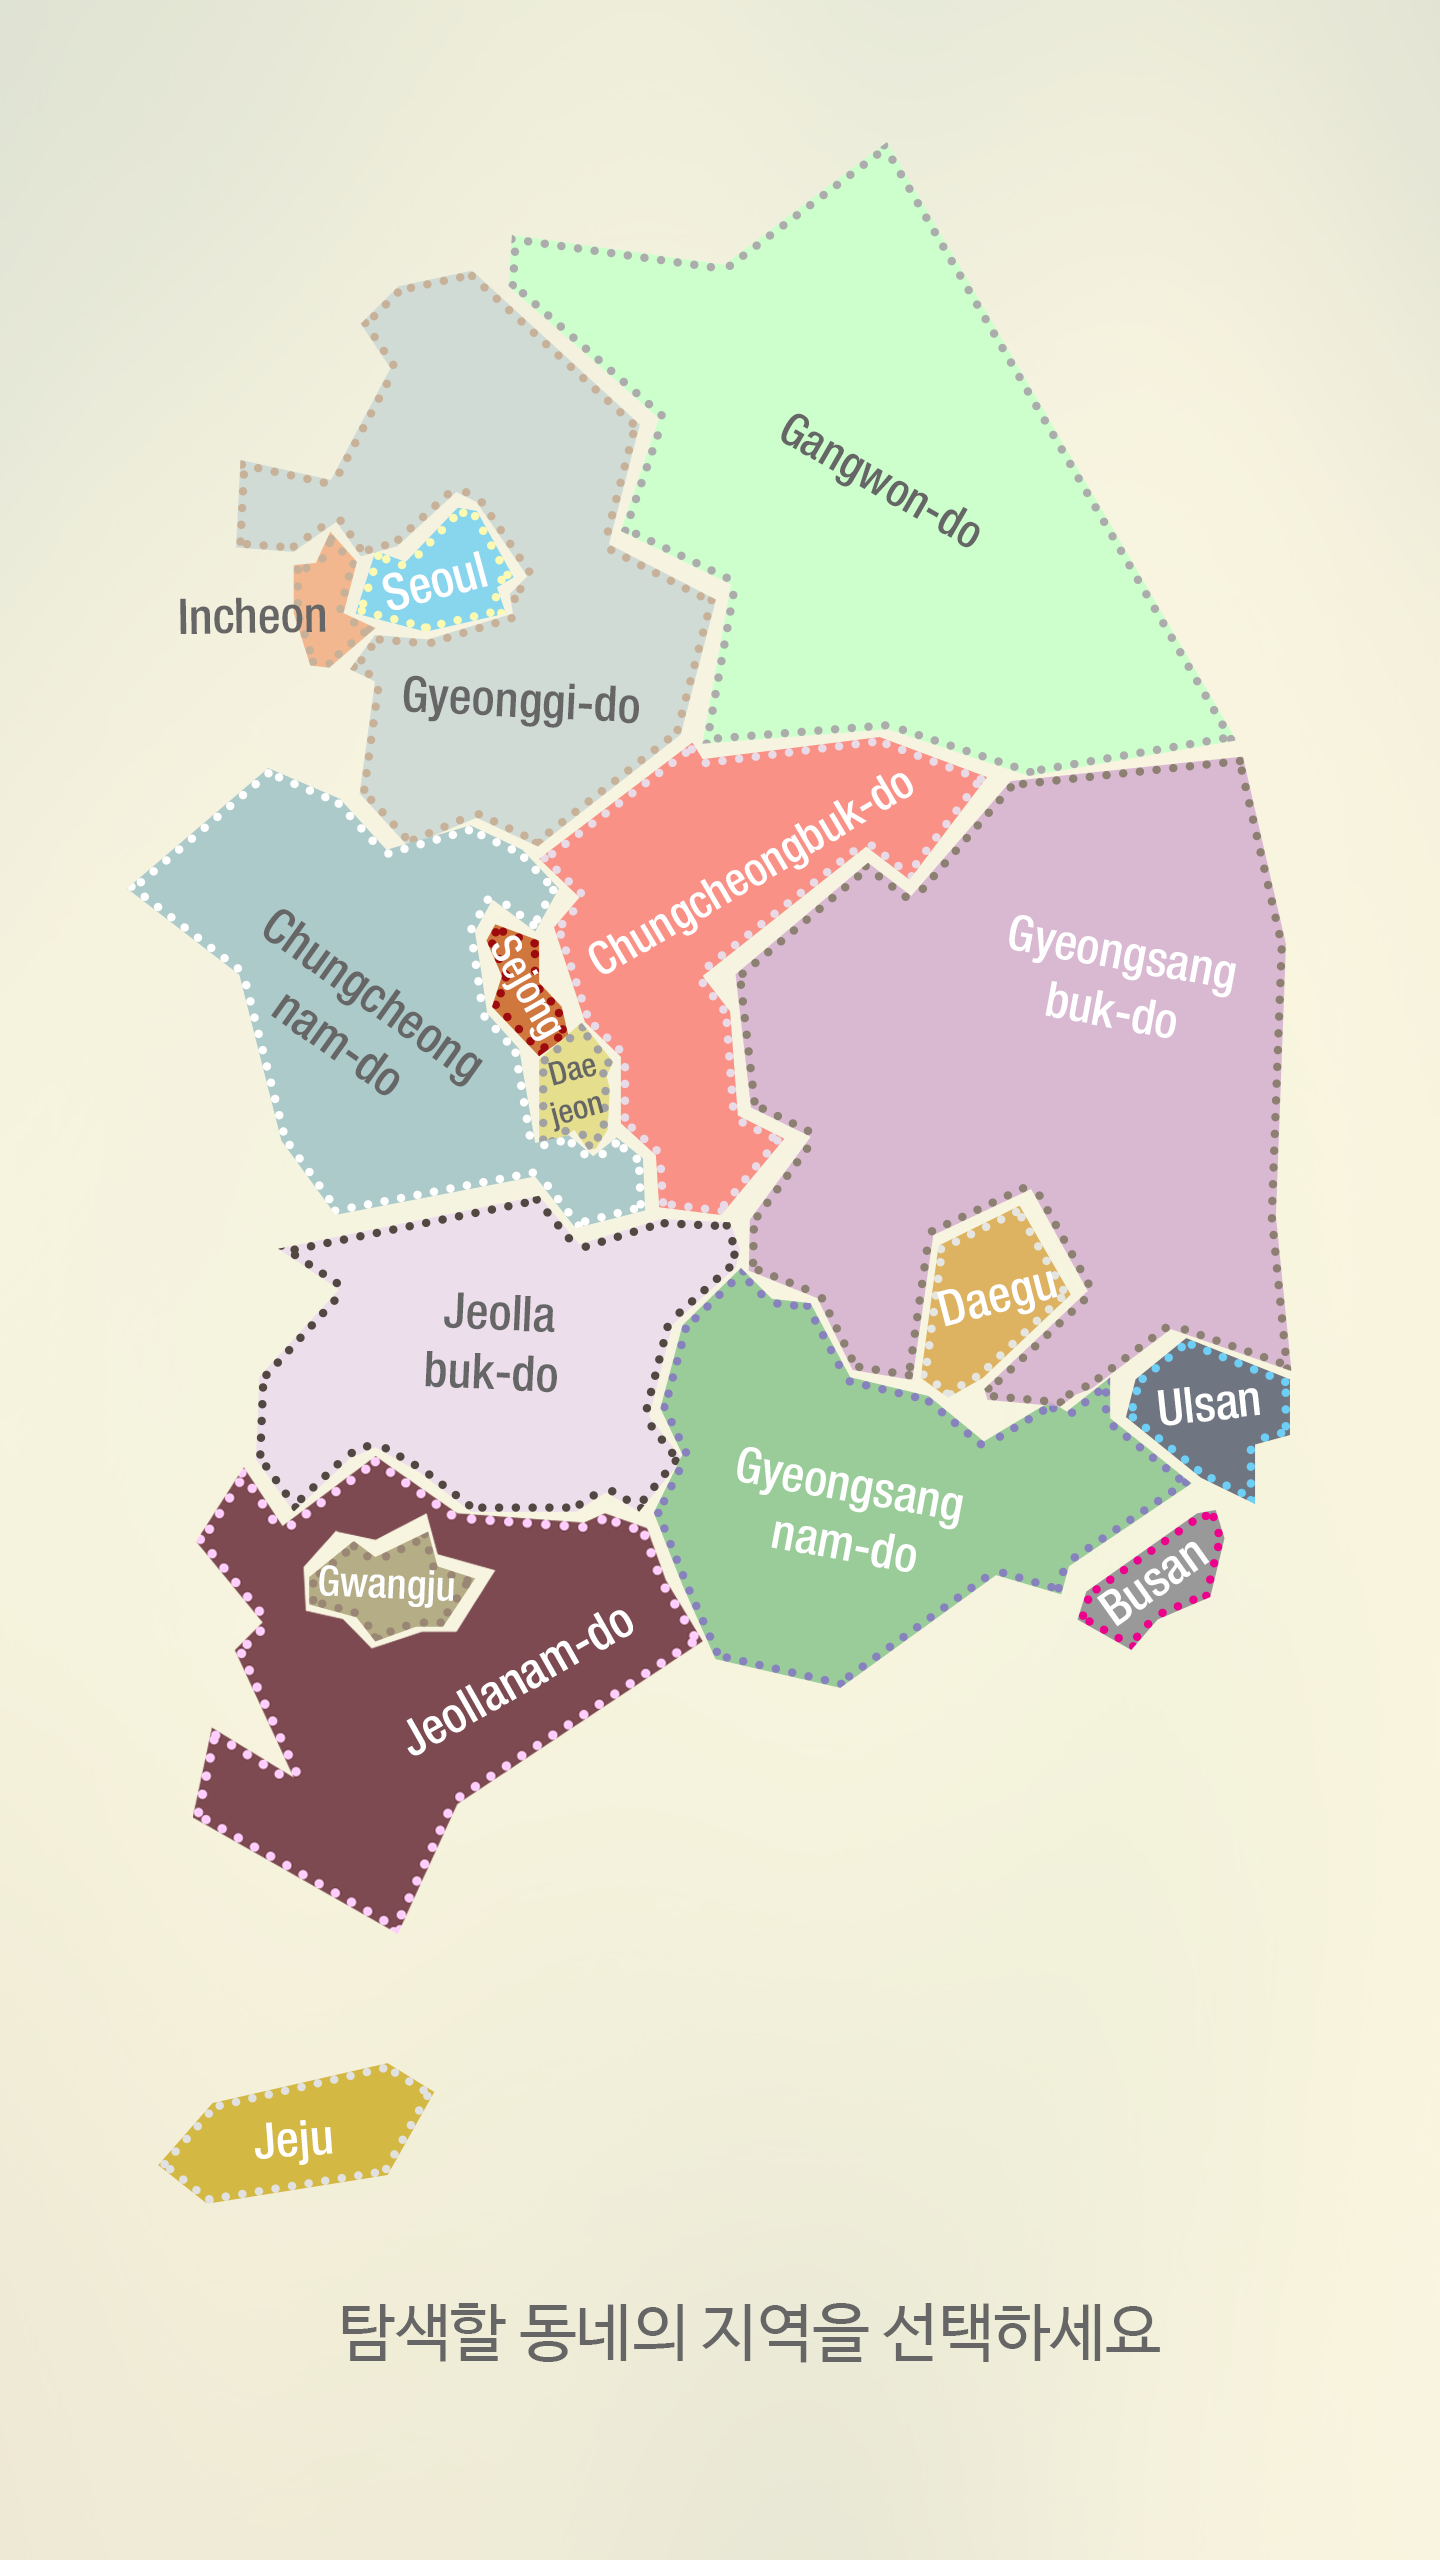 Gangwon-do
Seoul
Incheon
Gyeonggi-do
Chungcheongbuk-do
Chungcheong
nam-do
Sejong
Dae
jeon
Gyeongsang
buk-do
Daegu
Jeolla
buk-do
Ulsan
Gyeongsang
nam-do
Busan
Gwangju
Jeollanam-do
Jeju
탐색할 동네의 지역을 선택하세요